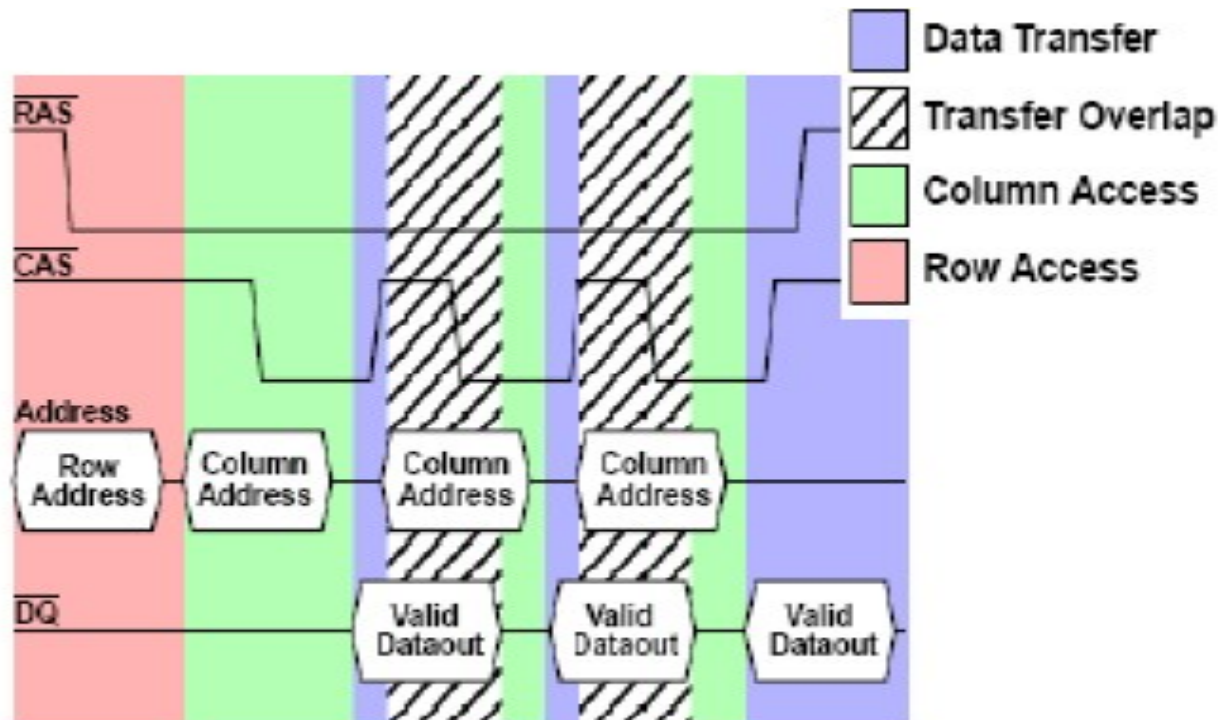 Data Transfer
Transfer Overlap
Column Access
Row Access
RAS
CAS
Address
Row
Address
Column
Address
Column
Address
Column
Address
DQ
Valid
Dataout
Valid
Dataout
Valid
Dataout